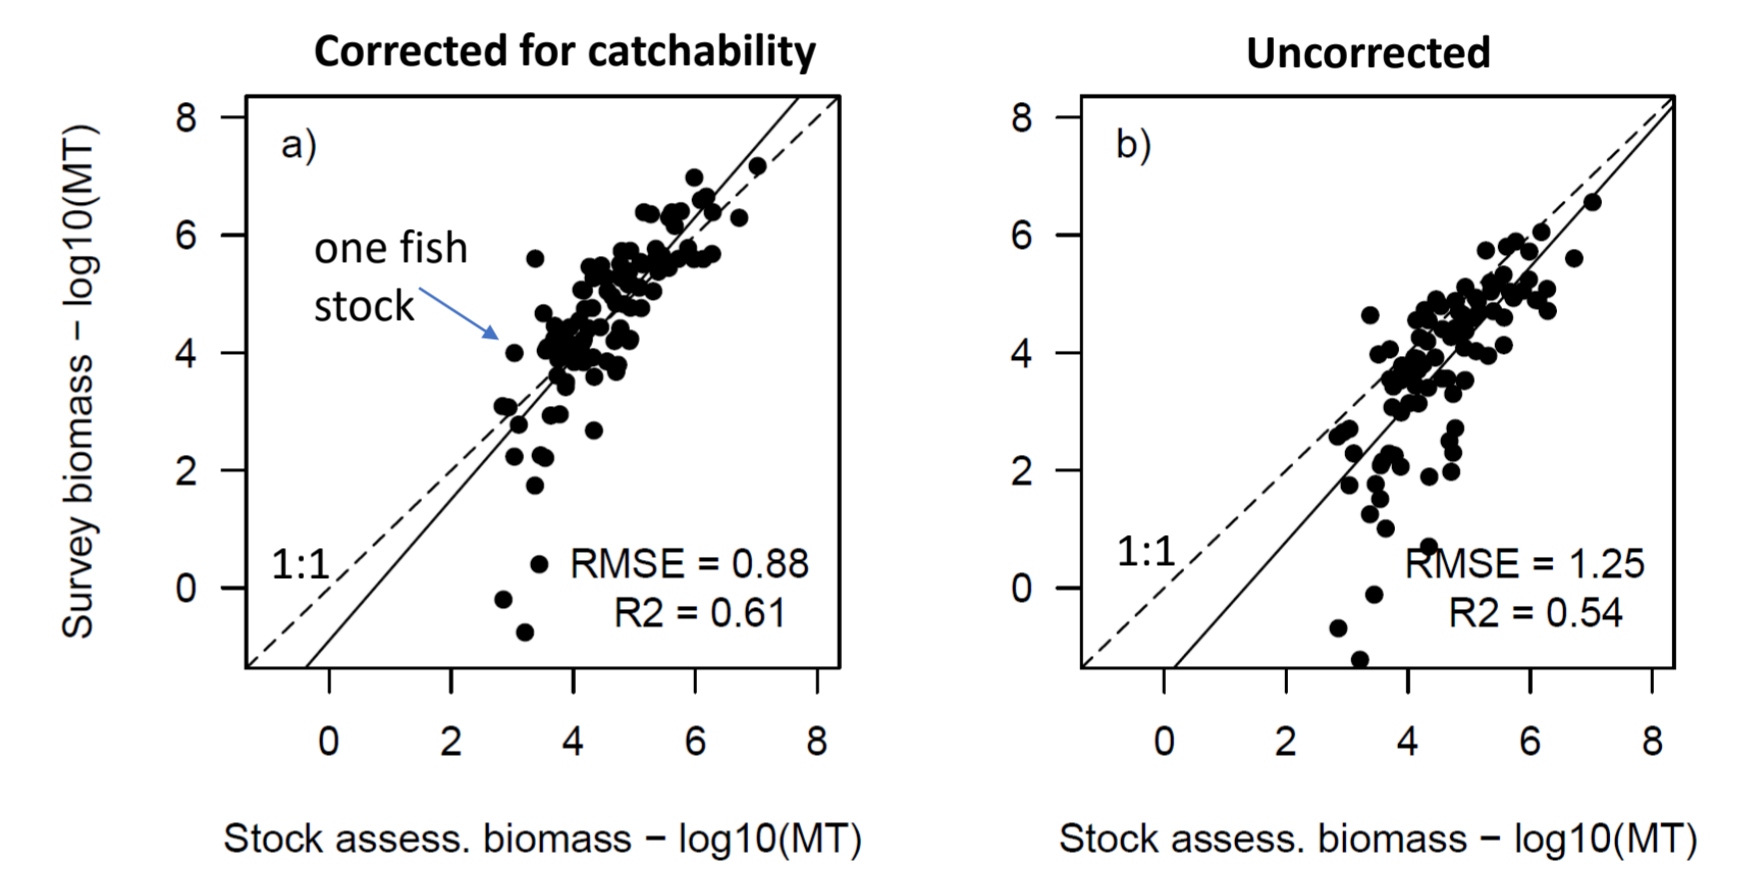 Corrected for catchability
Uncorrected
Survey biomass − log10(MT)
8
6
4
2
0
a)
one fish
stock
1:1
RMSE = 0.88
R2 = 0.61
0 2 4 6 8
Stock assess. biomass − log10(MT)
8
6
4
2
0
b)
1:1
RMSE = 1.25
R2 = 0.54
0 2 4 6 8
Stock assess. biomass − log10(MT)